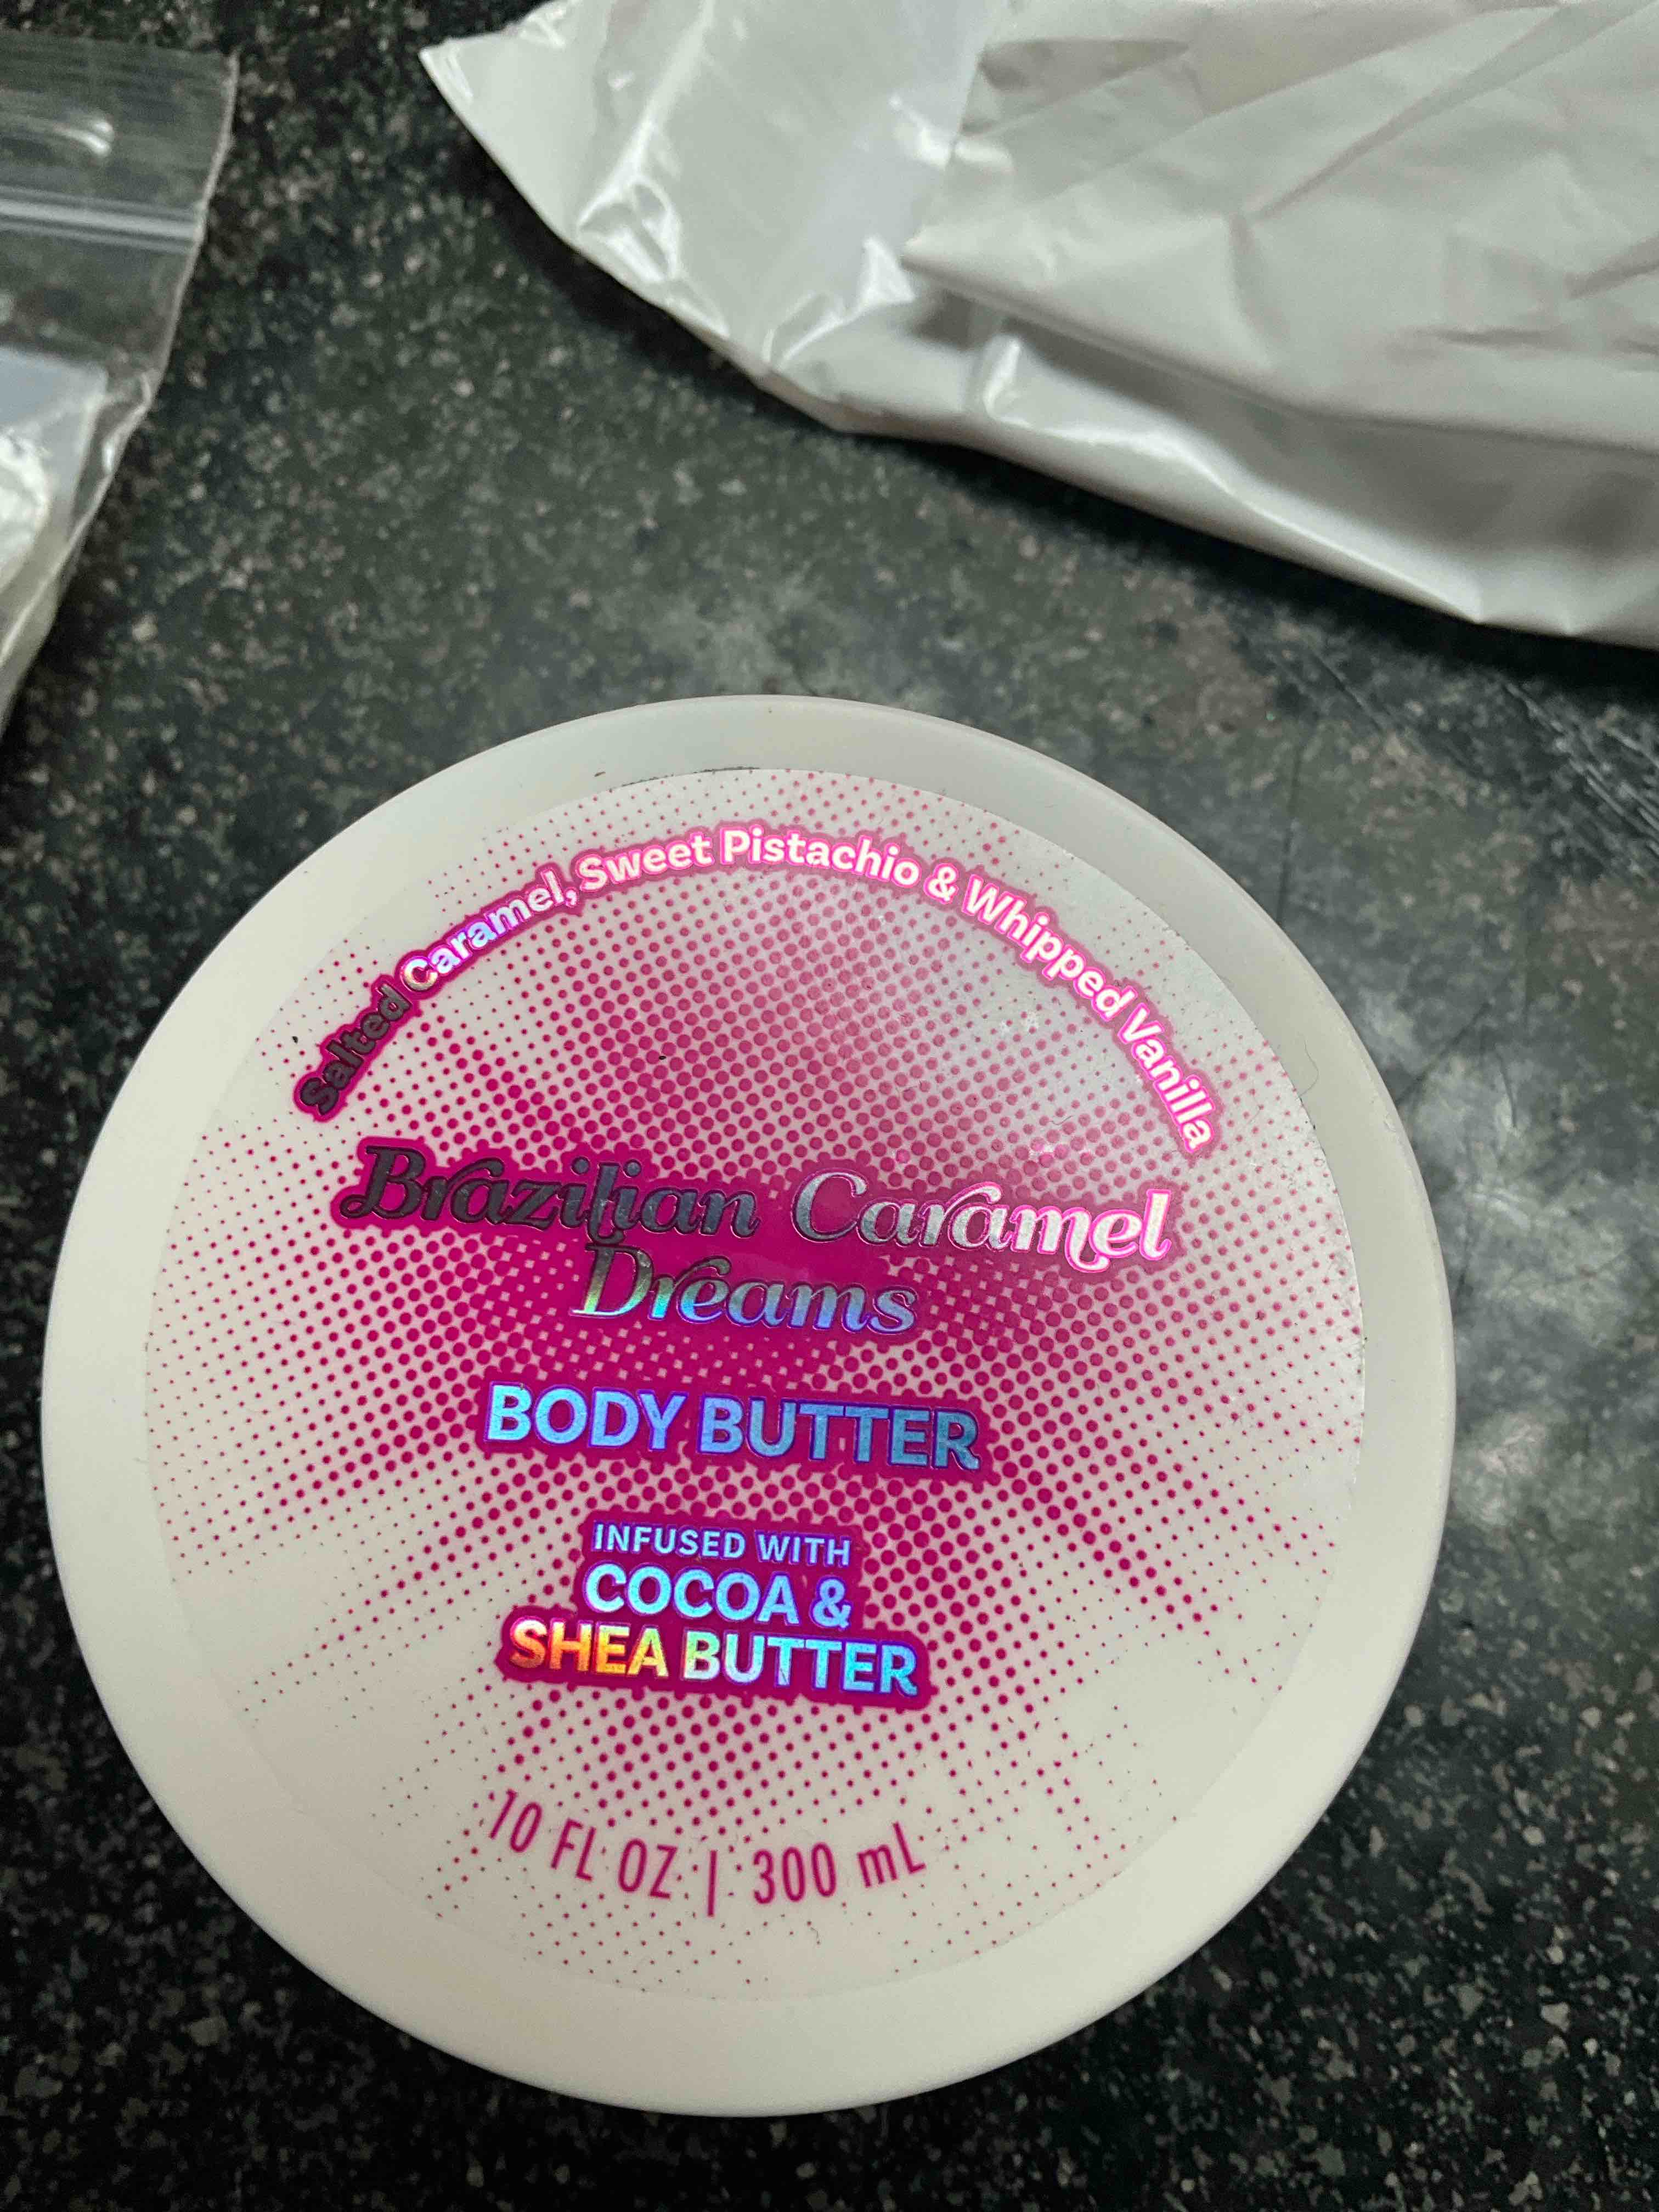 Salted Caramel, Sweet Pistachio & Whipped Vanilla
Brazilian Caramel
Dreams
BODY BUTTER
INFUSED WITH
COCOA &
SHEA BUTTER
10 FL OZ | 300 mL